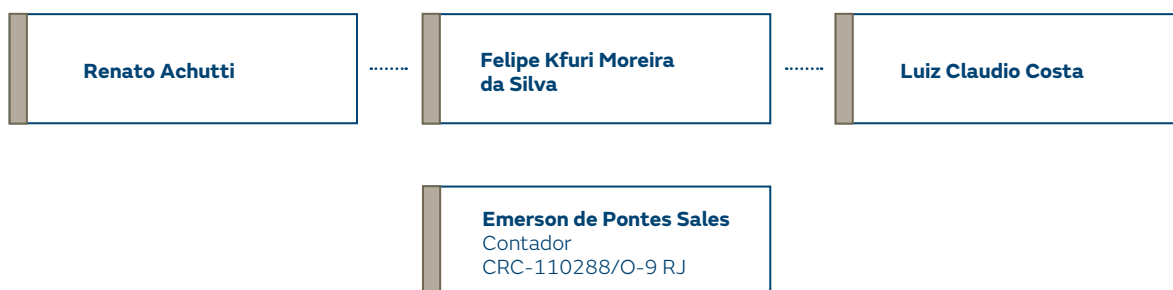 Renato Achutti
Felipe Kfuri Moreira
da Silva
Luiz Claudio Costa
Emerson de Pontes Sales
Contador
CRC-110288/O-9 RJ